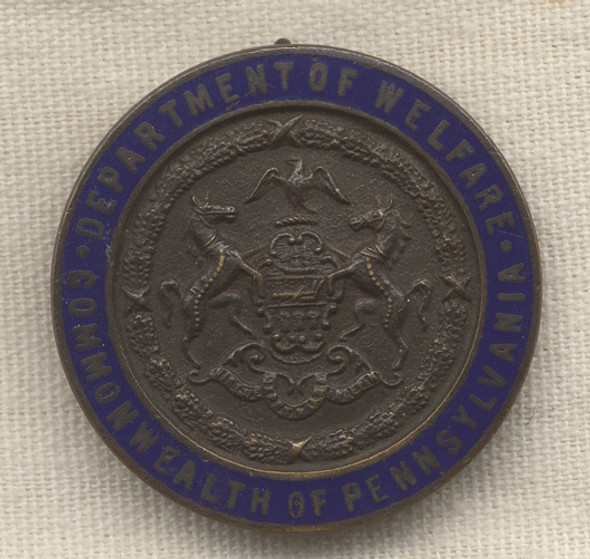 DEPARTMENT OF WELFARE
COMMONWEALTH OF PENNSYLVANIA